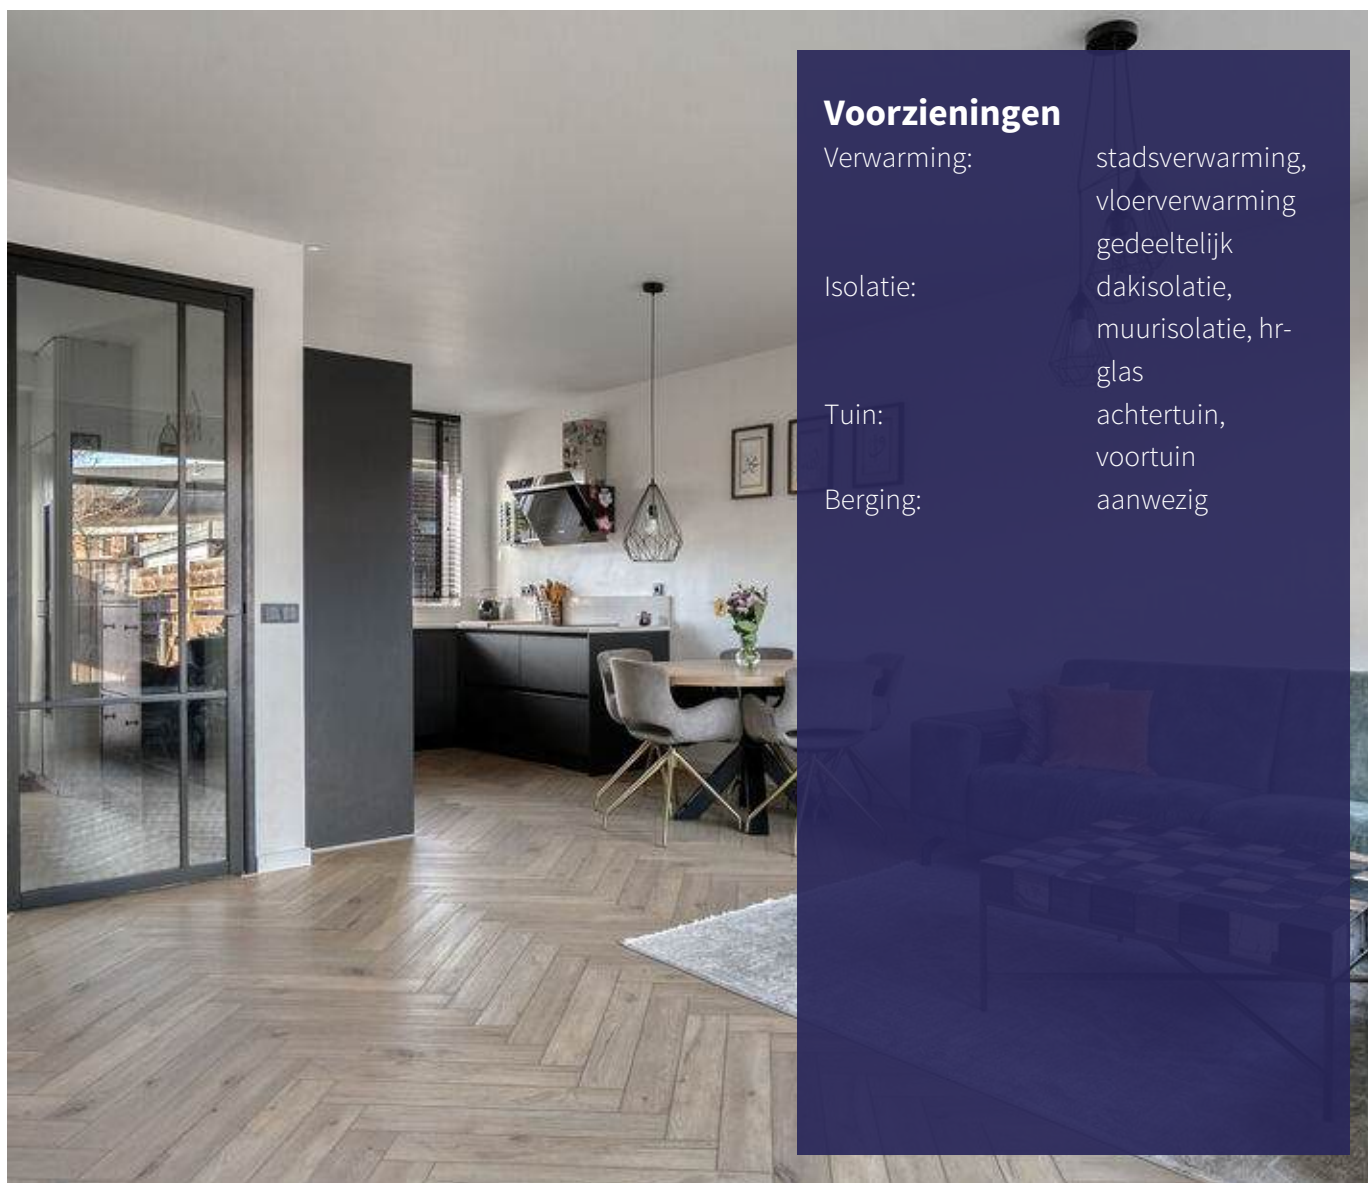 Voorzieningen
Verwarming: stadsverwarming,
vloerverwarming
gedeeltelijk
Isolatie: dakisolatie,
muurisolatie, hr-
glas
Tuin: achtertuin,
voortuin
Berging: aanwezig